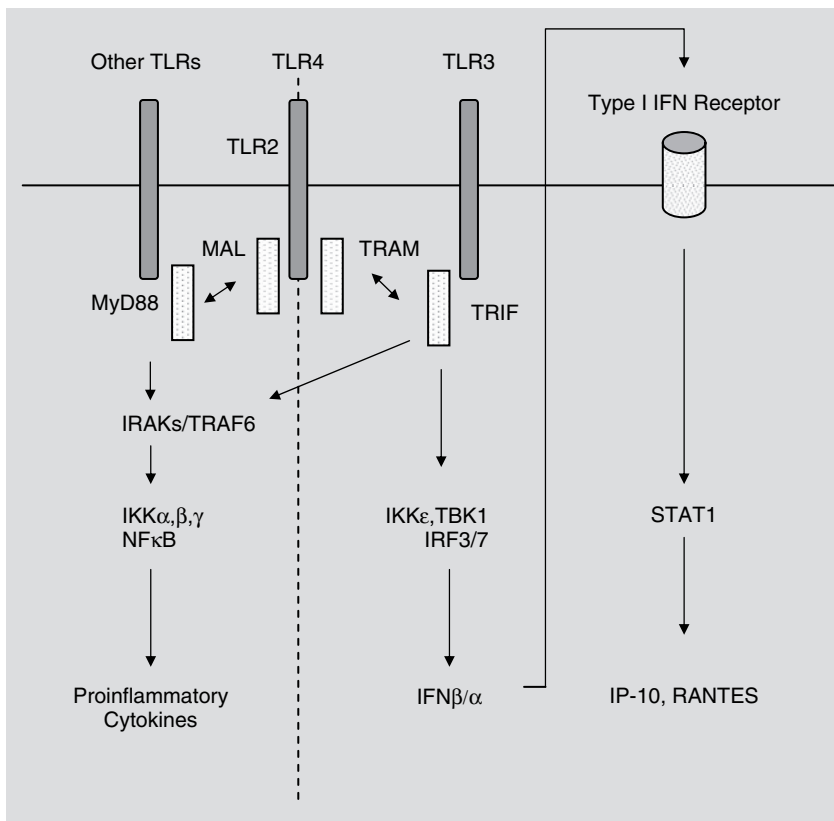 Other TLRs
TLR4
TLR3
Type I IFN Receptor
TLR2
MAL
TRAM
MyD88
TRIF
IRAKs/TRAF6
IKKα,β,γ
NFκB
IKKε,TBK1
IRF3/7
STAT1
Proinflammatory
Cytokines
IFNβ/α
IP-10, RANTES